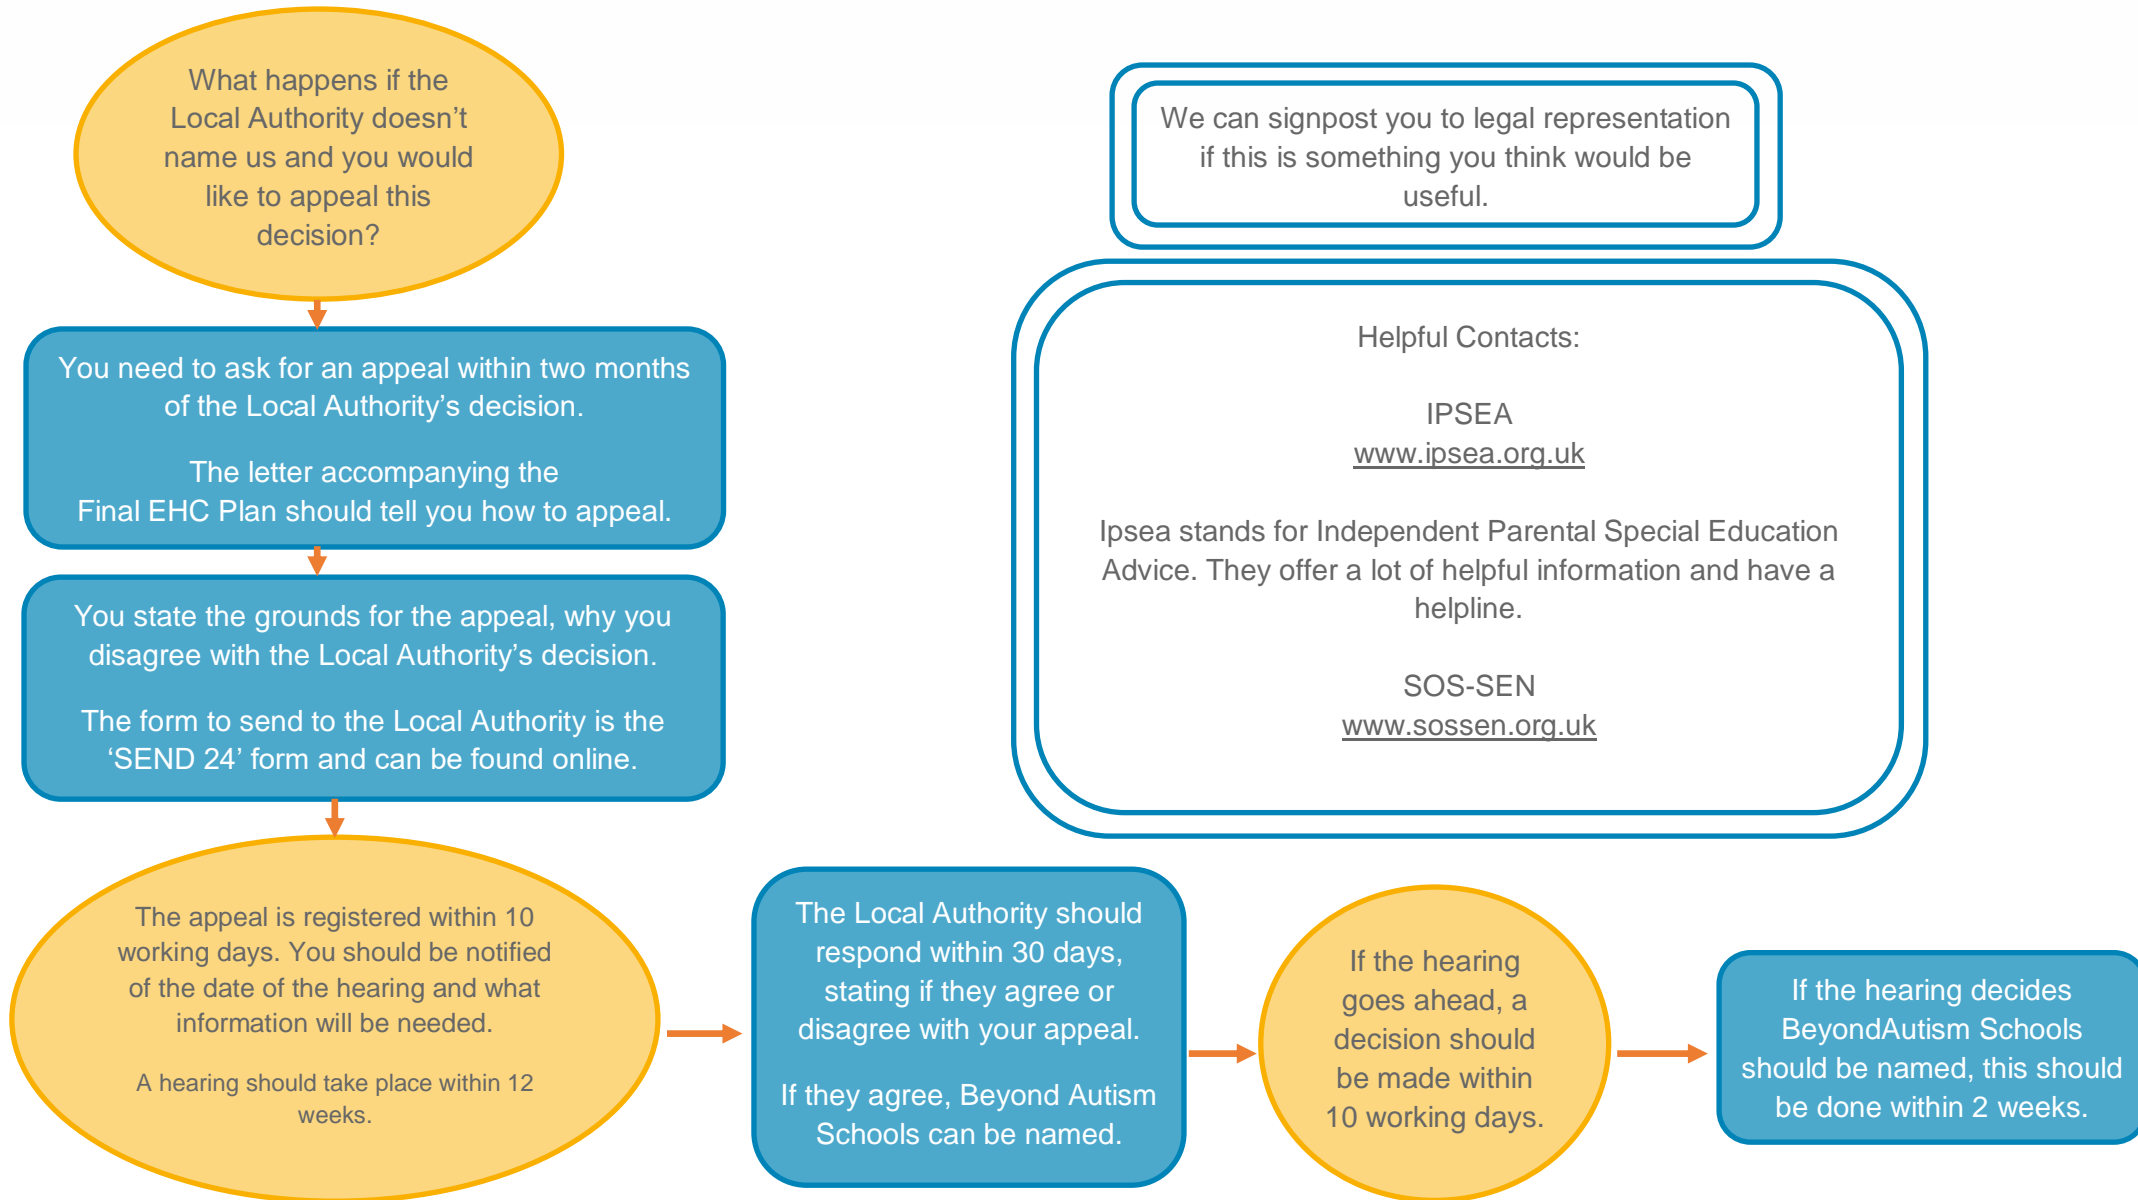 What happens if the
Local Authority doesn’t
name us and you would
like to appeal this
decision?
You need to ask for an appeal within two months
of the Local Authority’s decision.
The letter accompanying the
Final EHC Plan should tell you how to appeal.
You state the grounds for the appeal, why you
disagree with the Local Authority’s decision.
The form to send to the Local Authority is the
‘SEND 24’ form and can be found online.
The appeal is registered within 10
working days. You should be notified
of the date of the hearing and what
information will be needed.
A hearing should take place within 12
weeks.
The Local Authority should
respond within 30 days,
stating if they agree or
disagree with your appeal.
If they agree, Beyond Autism
Schools can be named.
If the hearing
goes ahead, a
decision should
be made within
10 working days.
If the hearing decides
BeyondAutism Schools
should be named, this should
be done within 2 weeks.
We can signpost you to legal representation
if this is something you think would be
useful.
Helpful Contacts:
IPSEA
www.ipsea.org.uk
Ipsea stands for Independent Parental Special Education
Advice. They offer a lot of helpful information and have a
helpline.
SOS-SEN
www.sossen.org.uk